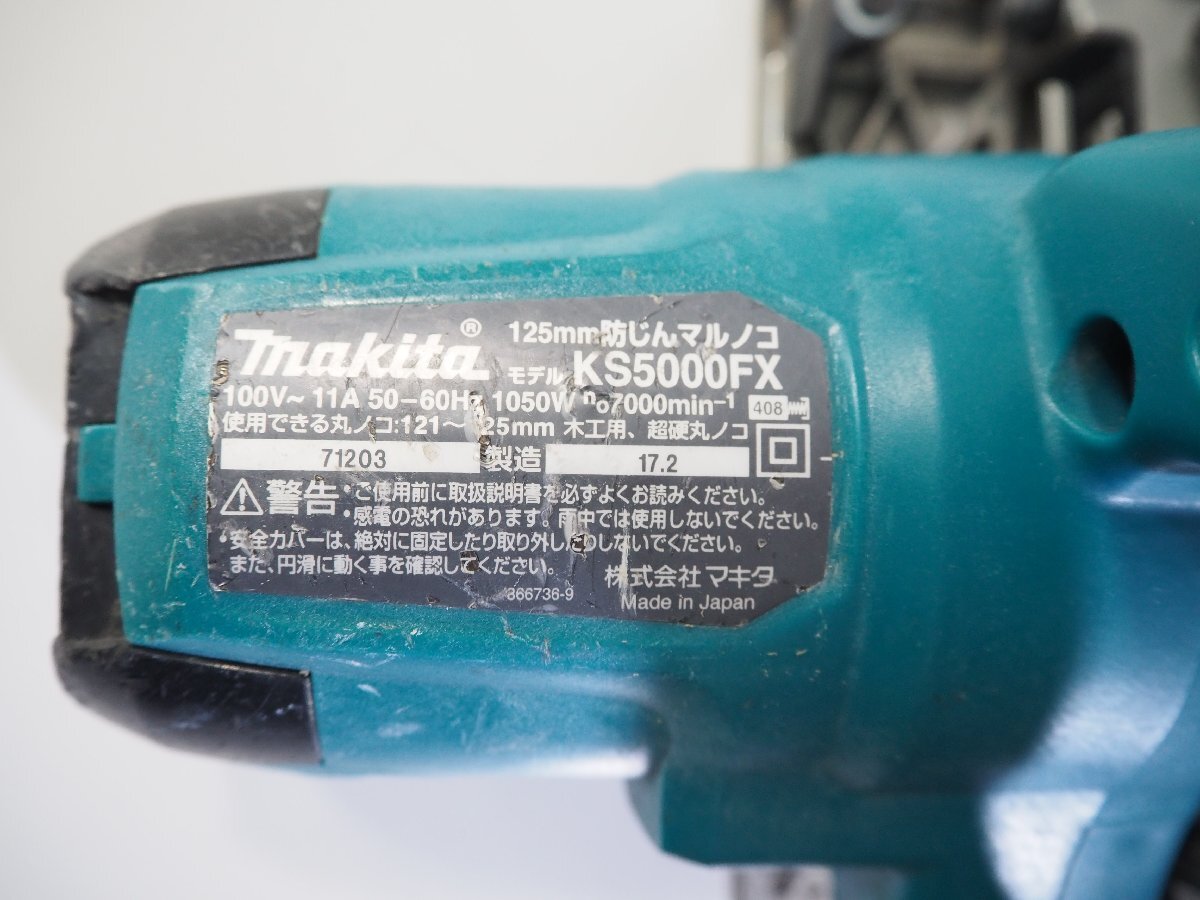 makita®
125mm防じんマルノコ
モデル KS5000FX
100V~ 11A 50-60Hz 1050W n₀7000min⁻¹ 408
使用できる丸ノコ:121~125mm 木工用、超硬丸ノコ
71203 製造 17.2
警告 ・ご使用前に取扱説明書を必ずよくお読みください。
・感電の恐れがあります。雨中では使用しないでください。
・安全カバーは、絶対に固定したり取り外したりしないでください。
また、円滑に動く事を確認してください。
株式会社 マキタ
866736-9 Made in Japan